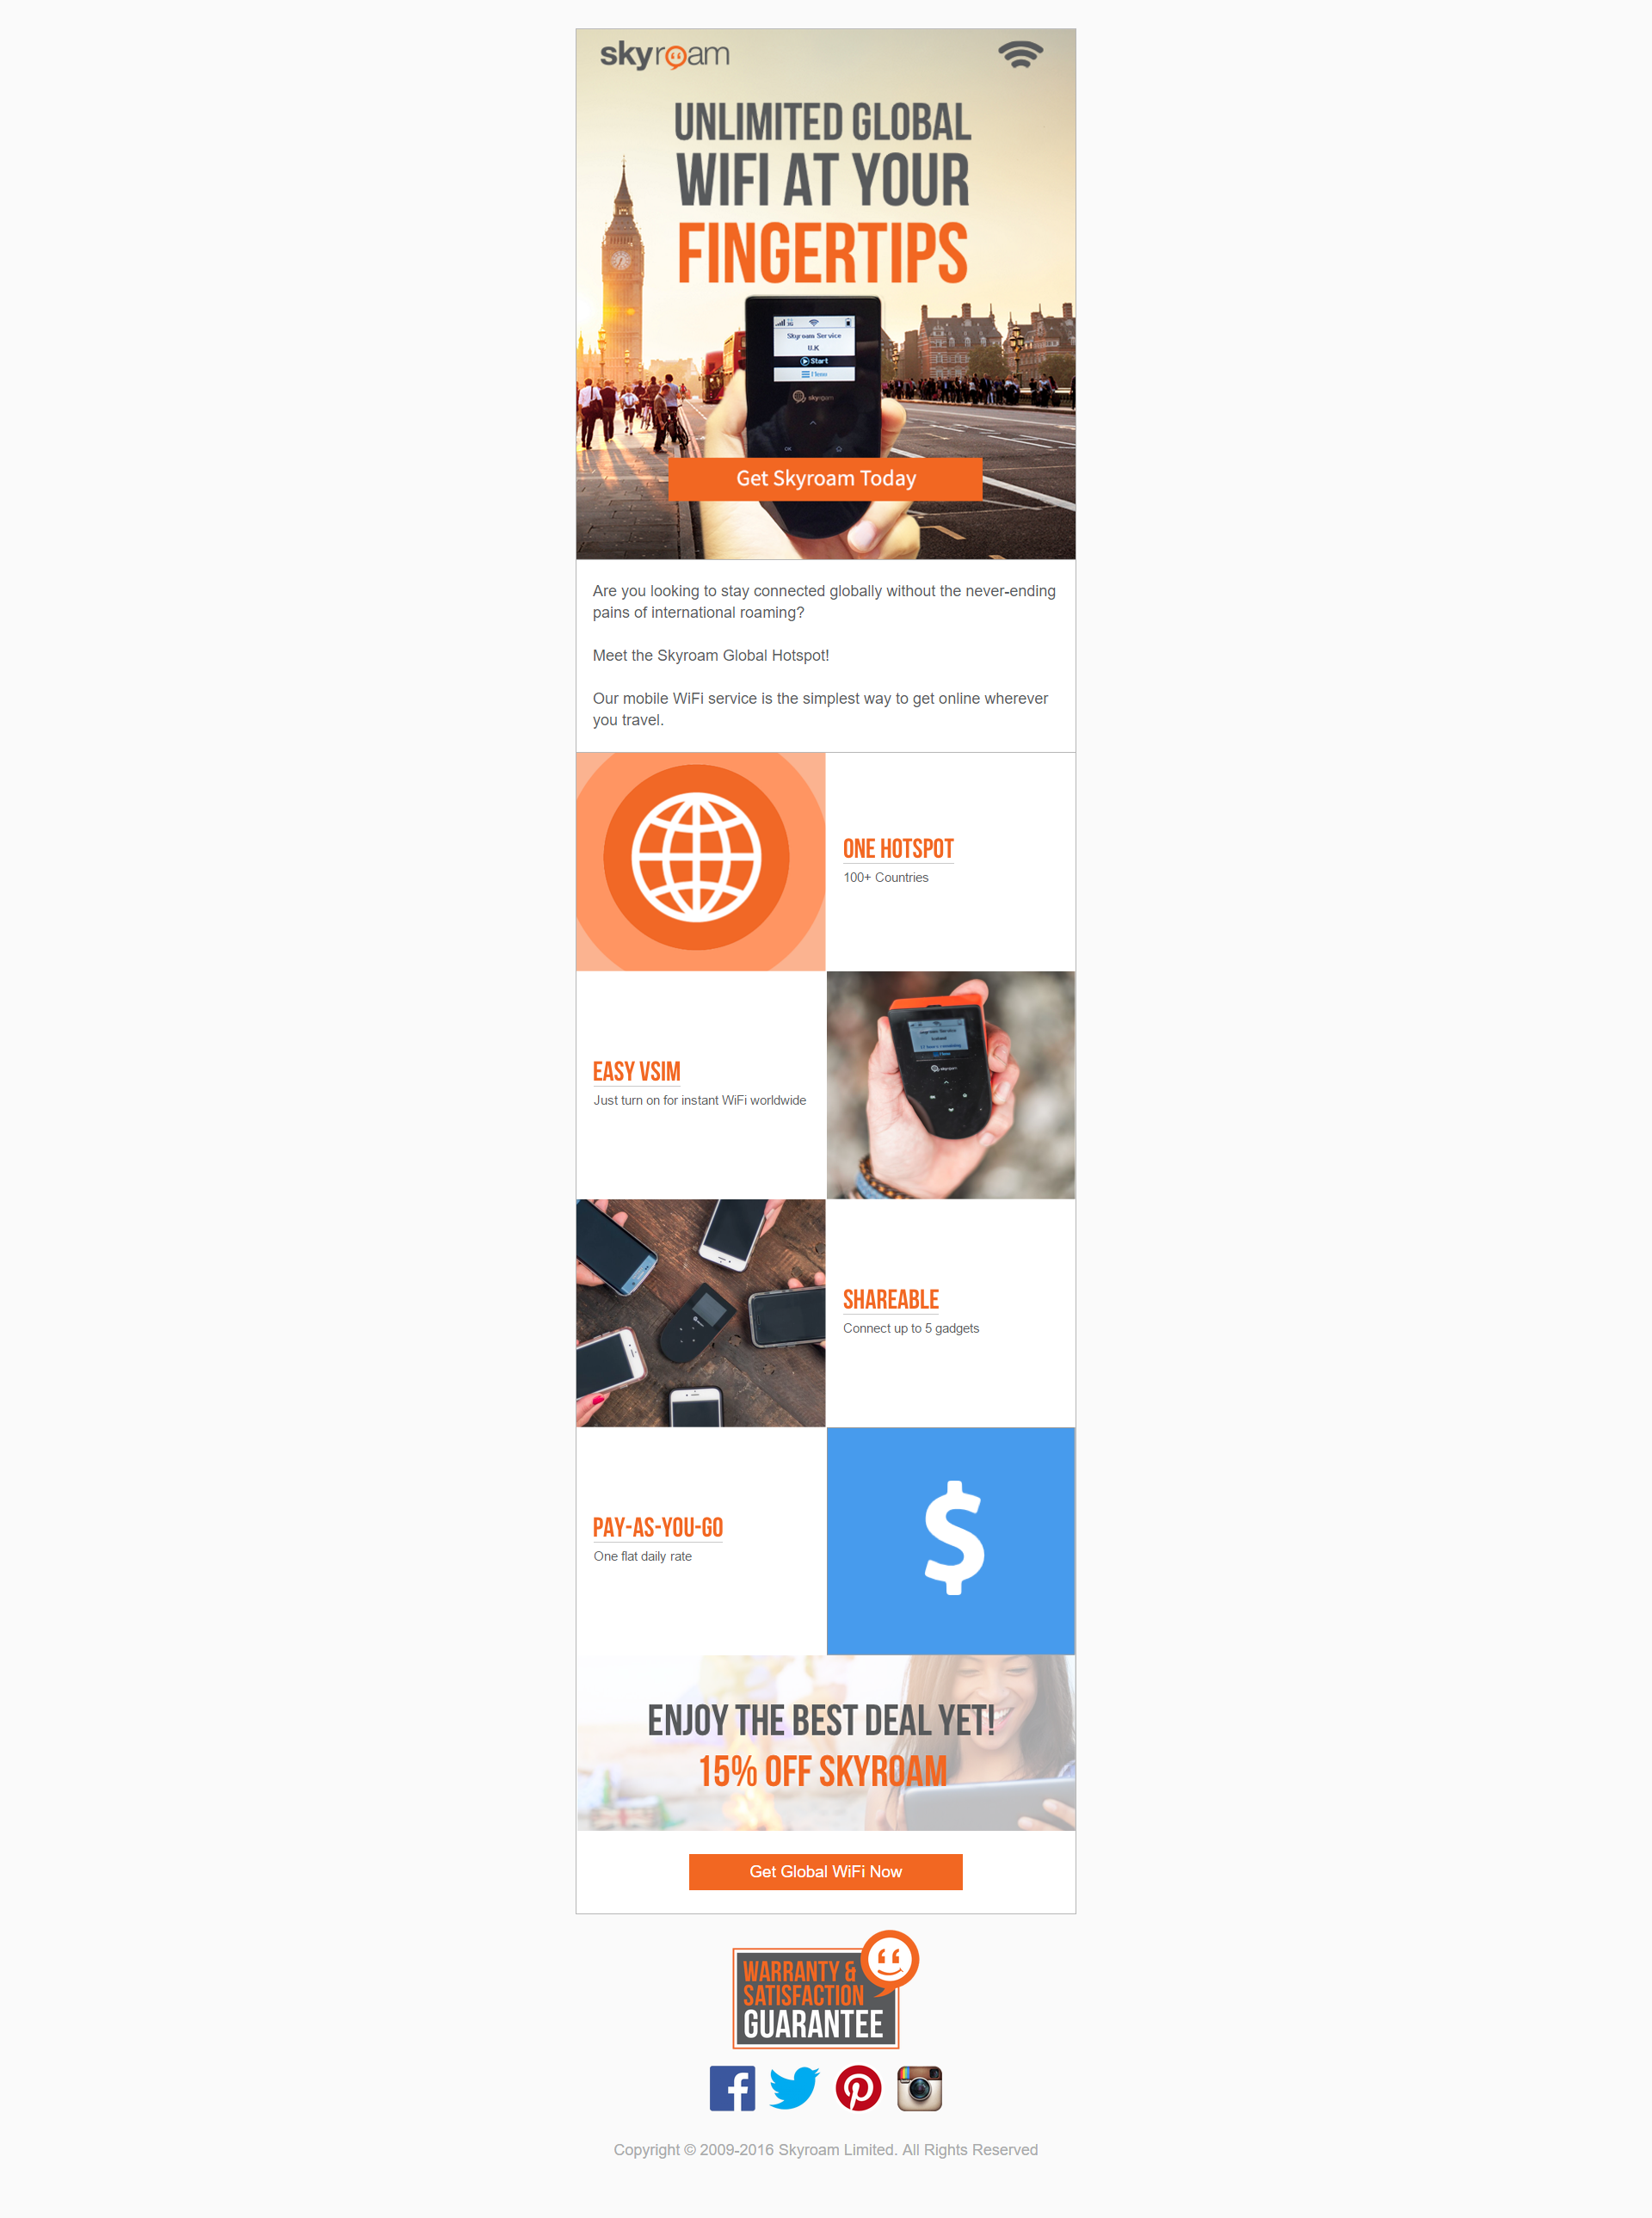 skyroam
UNLIMITED GLOBAL
WIFI AT YOUR
FINGERTIPS
3G
Skyroam Service
U.K
Start
Menu
skyroam
OK
Get Skyroam Today
Are you looking to stay connected globally without the never-ending
pains of international roaming?
Meet the Skyroam Global Hotspot!
Our mobile WiFi service is the simplest way to get online wherever
you travel.
ONE HOTSPOT
100+ Countries
EASY VSIM
Just turn on for instant WiFi worldwide
skyroam
SHAREABLE
Connect up to 5 gadgets
PAY-AS-YOU-GO
One flat daily rate
$
ENJOY THE BEST DEAL YET!
15% OFF SKYROAM
Get Global WiFi Now
WARRANTY &
SATISFACTION
GUARANTEE
Copyright © 2009-2016 Skyroam Limited. All Rights Reserved